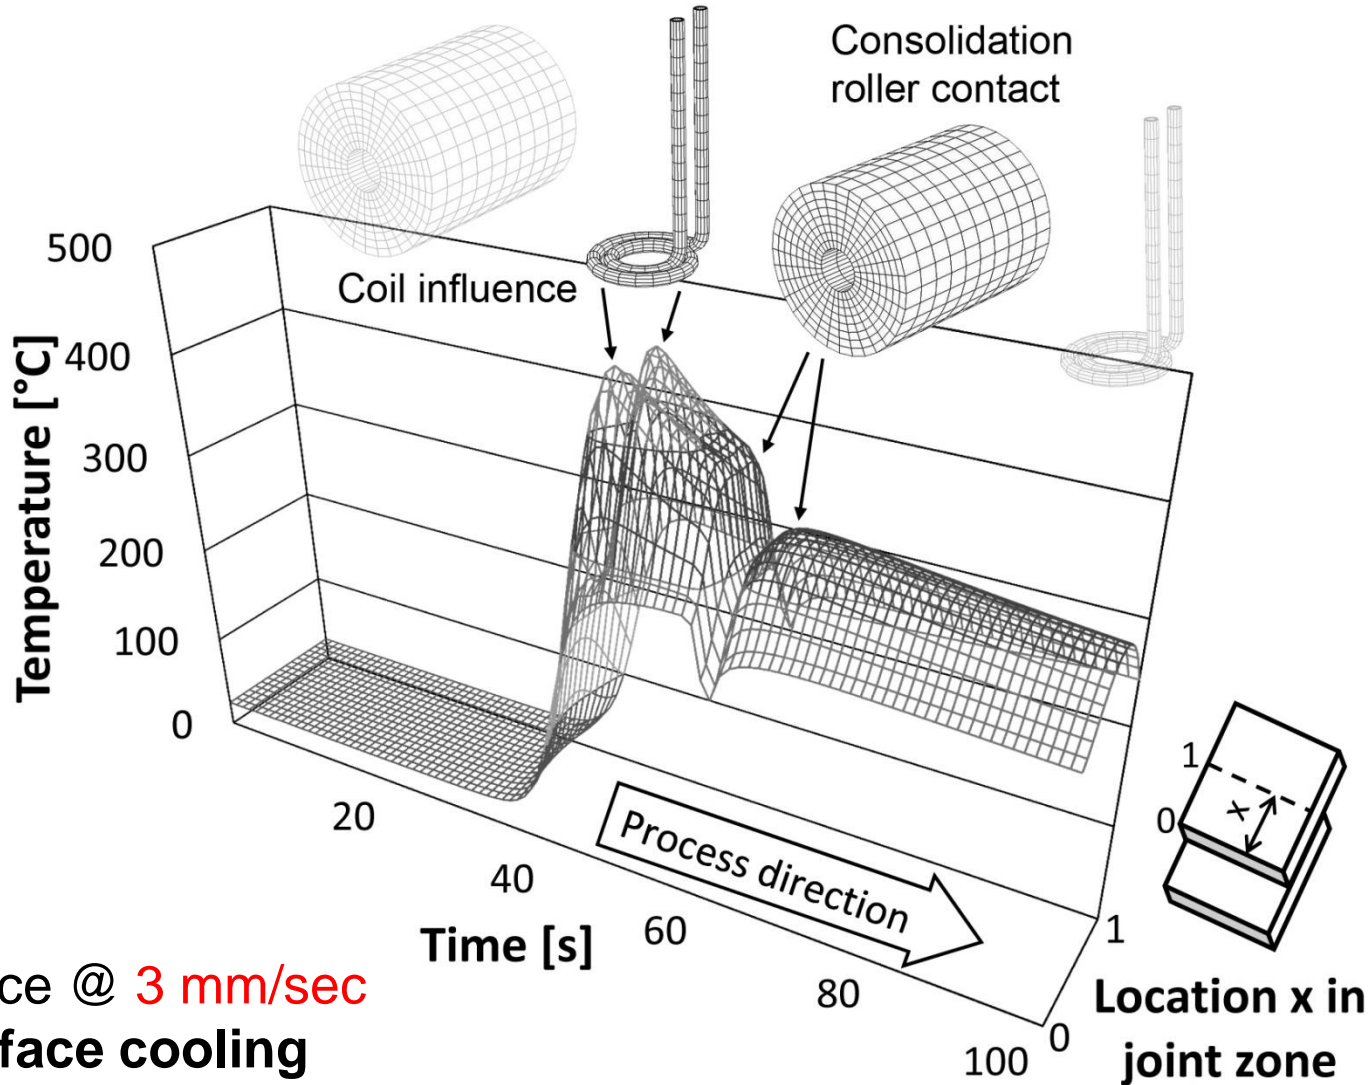 Consolidation
roller contact
Coil influence
Temperature [°C]
500
400
300
200
100
0
20
40
60
80
100
Time [s]
Process direction
1
0
Location x in
joint zone
1
0
x
ce @ 3 mm/sec
face cooling